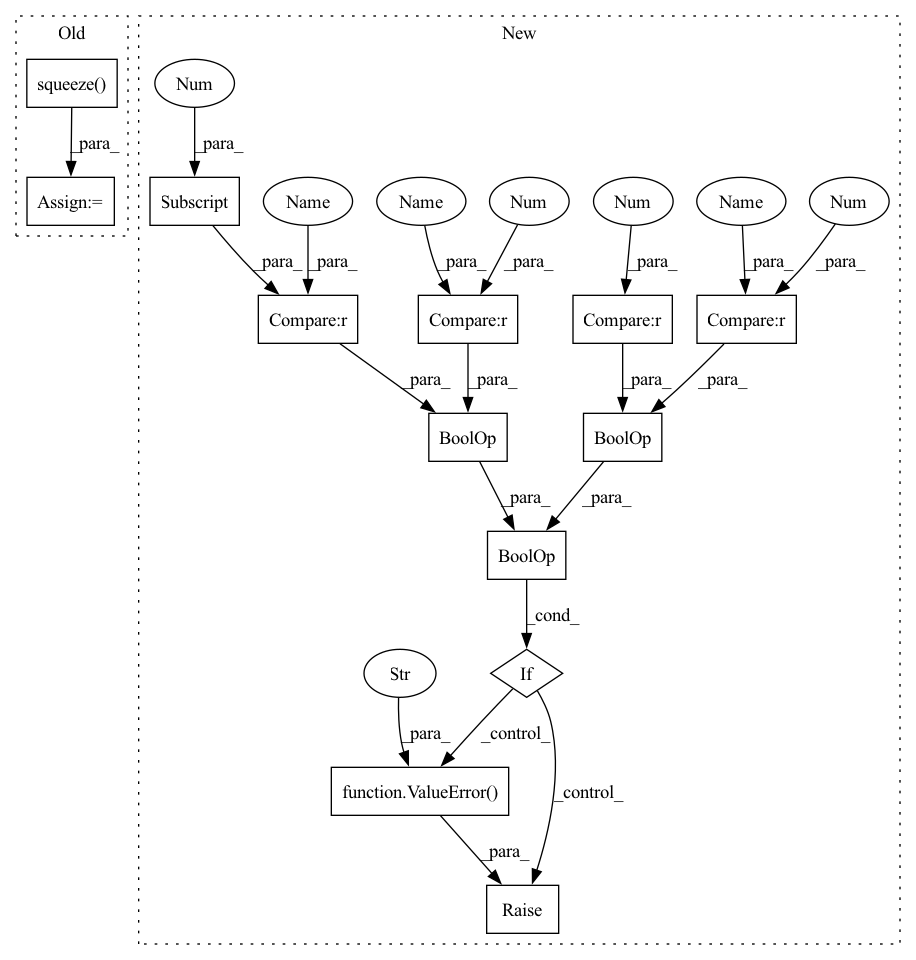 Old
New
squeeze()
Num
_para_
_para_
Assign:=
Subscript
Name
Name
Num
Num
Name
Num
_para_
_para_
_para_
_para_
_para_
_para_
_para_
Compare:r
Compare:r
Compare:r
Compare:r
_para_
_para_
_para_
_para_
BoolOp
BoolOp
_para_
_para_
BoolOp
_cond_
Str
If
_para_
_control_
function.ValueError()
_control_
_para_
Raise